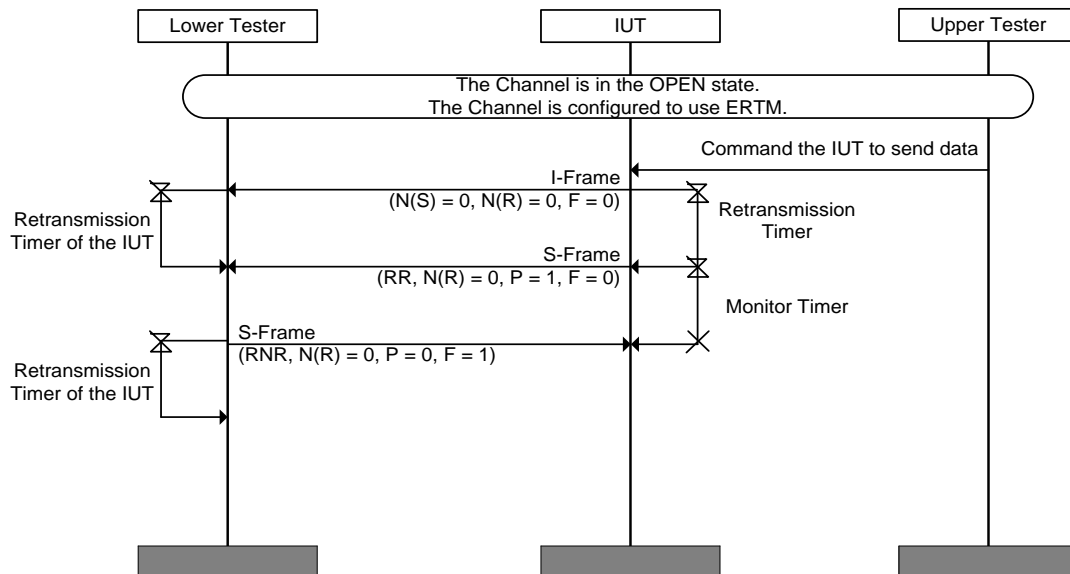 Lower Tester
IUT
Upper Tester
The Channel is in the OPEN state.
The Channel is configured to use ERTM.
Command the IUT to send data
I-Frame
(N(S) = 0, N(R) = 0, F = 0)
Retransmission
Timer of the IUT
Retransmission
Timer
S-Frame
(RR, N(R) = 0, P = 1, F = 0)
Monitor Timer
S-Frame
(RNR, N(R) = 0, P = 0, F = 1)
Retransmission
Timer of the IUT